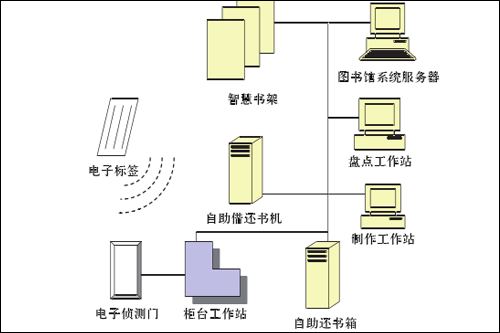 智慧书架
图书馆系统服务器
电子标签
盘点工作站
自助借还书机
制作工作站
电子侦测门
柜台工作站
自助还书箱